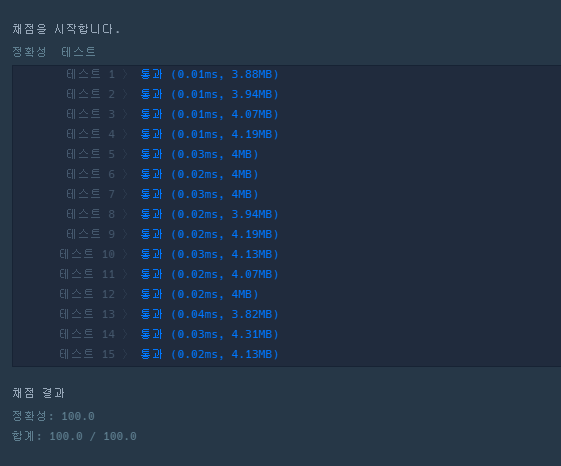 채점을 시작합니다.
정확성 테스트
테스트 1 〉 통과 (0.01ms, 3.88MB)
테스트 2 〉 통과 (0.01ms, 3.94MB)
테스트 3 〉 통과 (0.01ms, 4.07MB)
테스트 4 〉 통과 (0.01ms, 4.19MB)
테스트 5 〉 통과 (0.03ms, 4MB)
테스트 6 〉 통과 (0.02ms, 4MB)
테스트 7 〉 통과 (0.03ms, 4MB)
테스트 8 〉 통과 (0.02ms, 3.94MB)
테스트 9 〉 통과 (0.02ms, 4.19MB)
테스트 10 〉 통과 (0.03ms, 4.13MB)
테스트 11 〉 통과 (0.02ms, 4.07MB)
테스트 12 〉 통과 (0.02ms, 4MB)
테스트 13 〉 통과 (0.04ms, 3.82MB)
테스트 14 〉 통과 (0.03ms, 4.31MB)
테스트 15 〉 통과 (0.02ms, 4.13MB)
채점 결과
정확성: 100.0
합계: 100.0 / 100.0